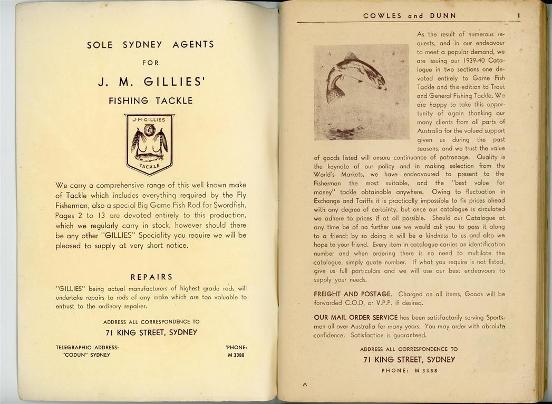 SOLE SYDNEY AGENTS
FOR
J. M. GILLIES'
FISHING TACKLE
J·H·GILLIES
TACKLE
We carry a comprehensive range of this well known make
of Tackle which includes everything required by the Fly
Fisherman, also a special Big Game Fish Rod for Swordfish.
Pages 2 to 13 are devoted entirely to this production,
which we regularly carry in stock, however should there
be any other "GILLIES" Speciality you require we will be
pleased to supply at very short notice.
REPAIRS
"GILLIES" being actual manufacturers of highest grade rods will
undertake repairs to rods of any make which are too valuable to
entrust to the ordinary repairer.
ADDRESS ALL CORRESPONDENCE TO
71 KING STREET, SYDNEY
TELEGRAPHIC ADDRESS:
"CODUN" SYDNEY
'PHONE:
M 3388
COWLES and DUNN
1
As the result of numerous re-
quests, and in our endeavour
to meet a popular demand, we
are issuing our 1939-40 Cata-
logue in two sections one de-
voted entirely to Game Fish
Tackle and this edition to Trout
and General Fishing Tackle. We
are happy to take this oppor-
tunity of again thanking our
many clients from all parts of
Australia for the valued support
given us during the past
seasons, and we trust the value
of goods listed will ensure continuance of patronage. Quality is
the keynote of our policy and in making selection from the
World's Markets, we have endeavoured to present to the
Fisherman the most suitable, and the "best value for
money" tackle obtainable anywhere. Owing to fluctuation in
Exchange and Tariffs it is practically impossible to fix prices ahead
with any degree of certainty, but once our catalogue is circulated
we adhere to prices if at all possible. Should our Catalogue at
any time be of no further use we would ask you to pass it along
to a friend; by so doing it will be a kindness to us and also we
hope to your friend. Every item in catalogue carries an identification
number and when ordering there is no need to mutilate the
catalogue, simply quote number. If what you require is not listed,
give us full particulars and we will use our best endeavours to
supply your needs.
FREIGHT AND POSTAGE. Charged on all items, Goods will be
forwarded C.O.D. or V.P.P. if desired.
OUR MAIL ORDER SERVICE has been satisfactorily serving Sports-
men all over Australia for many years. You may order with absolute
confidence. Satisfaction is guaranteed.
ADDRESS ALL CORRESPONDENCE TO
71 KING STREET, SYDNEY
PHONE: M 3388
A